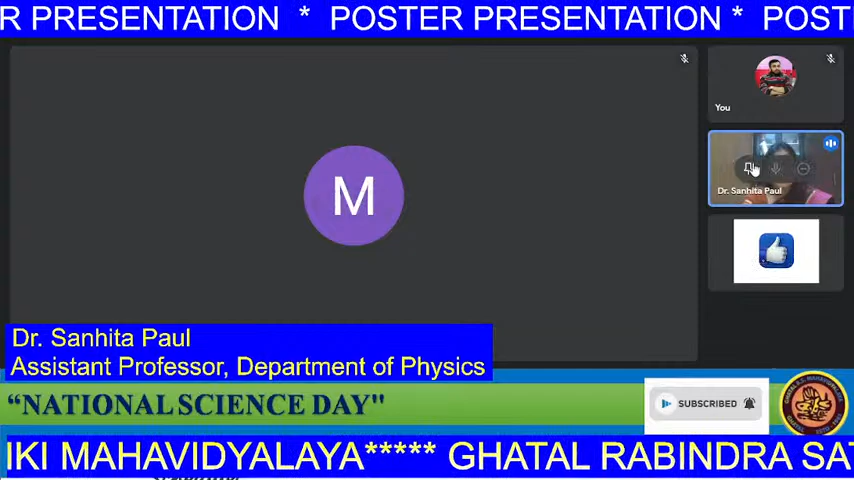 R PRESENTATION * POSTER PRESENTATION * POST
M
You
Dr. Sanhita Paul
Dr. Sanhita Paul
Assistant Professor, Department of Physics
“NATIONAL SCIENCE DAY"
SUBSCRIBED
IKI MAHAVIDYALAYA***** GHATAL RABINDRA SAT